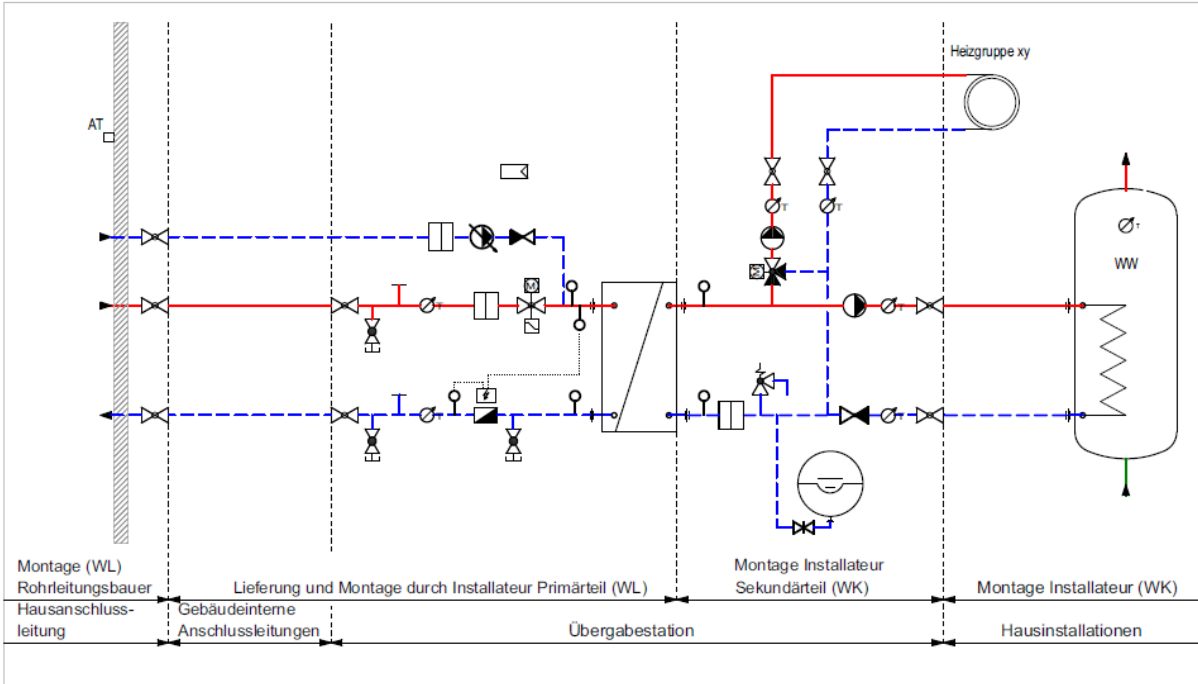 Heizgruppe xy
AT
T
T
T
WW
M
M
T
T
T
T
Montage (WL)
Rohrleitungsbauer
Lieferung und Montage durch Installateur Primärteil (WL)
Montage Installateur
Sekundärteil (WK)
Montage Installateur (WK)
Hausanschluss-
leitung
Gebäudeinterne
Anschlussleitungen
Übergabestation
Hausinstallationen